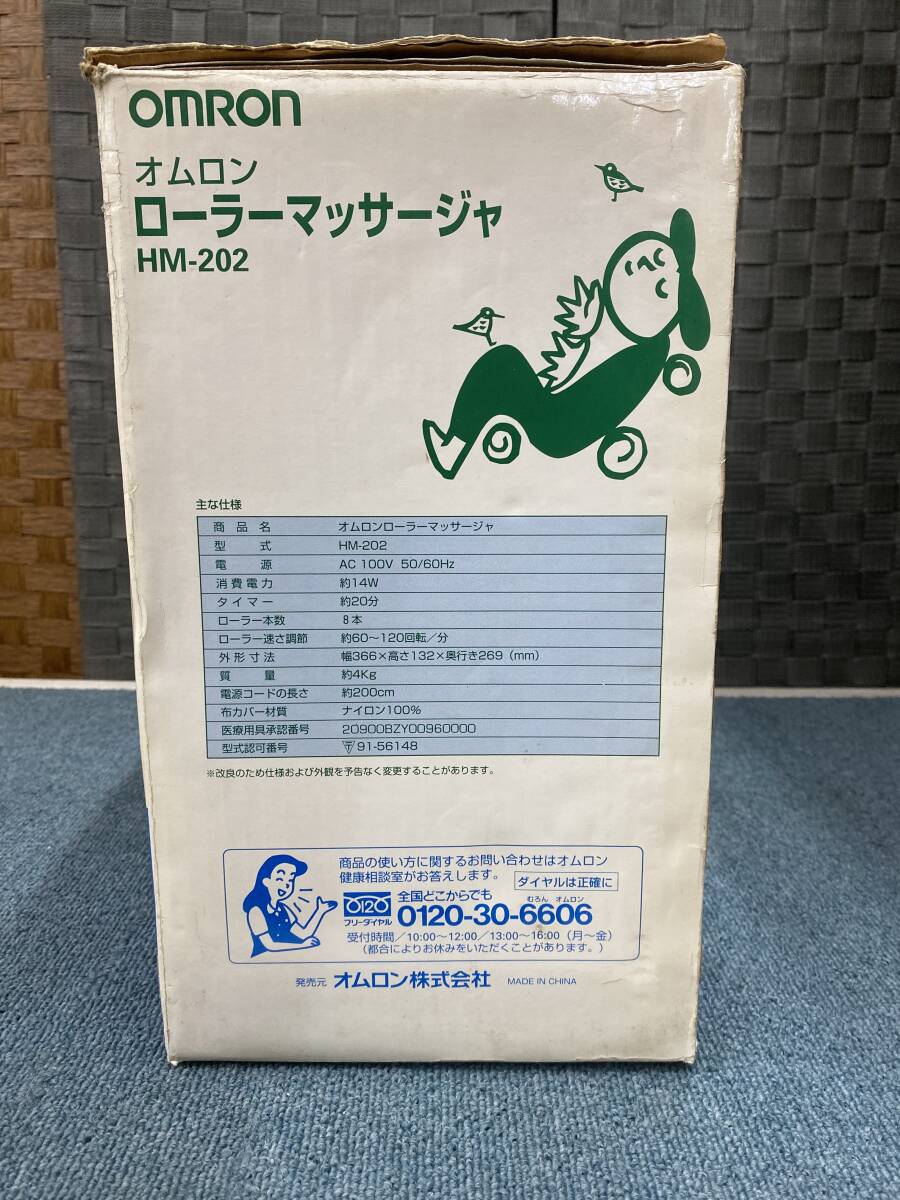 OMRON
オムロン
ローラーマッサージャ
HM-202
主な仕様
商品名 オムロンローラーマッサージャ
型式 HM-202
電源 AC 100V 50/60Hz
消費電力 約14W
タイマー 約20分
ローラー本数 8本
ローラー速さ調節 約60～120回転／分
外形寸法 幅366×高さ132×奥行き269（mm）
質量 約4Kg
電源コードの長さ 約200cm
布カバー材質 ナイロン100%
医療用具承認番号 20900BZY00960000
型式認可番号 91-56148
※改良のため仕様および外観を予告なく変更することがあります。
商品の使い方に関するお問い合わせはオムロン
健康相談室がお答えします。 ダイヤルは正確に
全国どこからでも むろん オムロン
フリーダイヤル 0120-30-6606
受付時間／10:00～12:00／13:00～16:00（月～金）
（都合によりお休みをいただくことがあります。）
発売元 オムロン株式会社 MADE IN CHINA